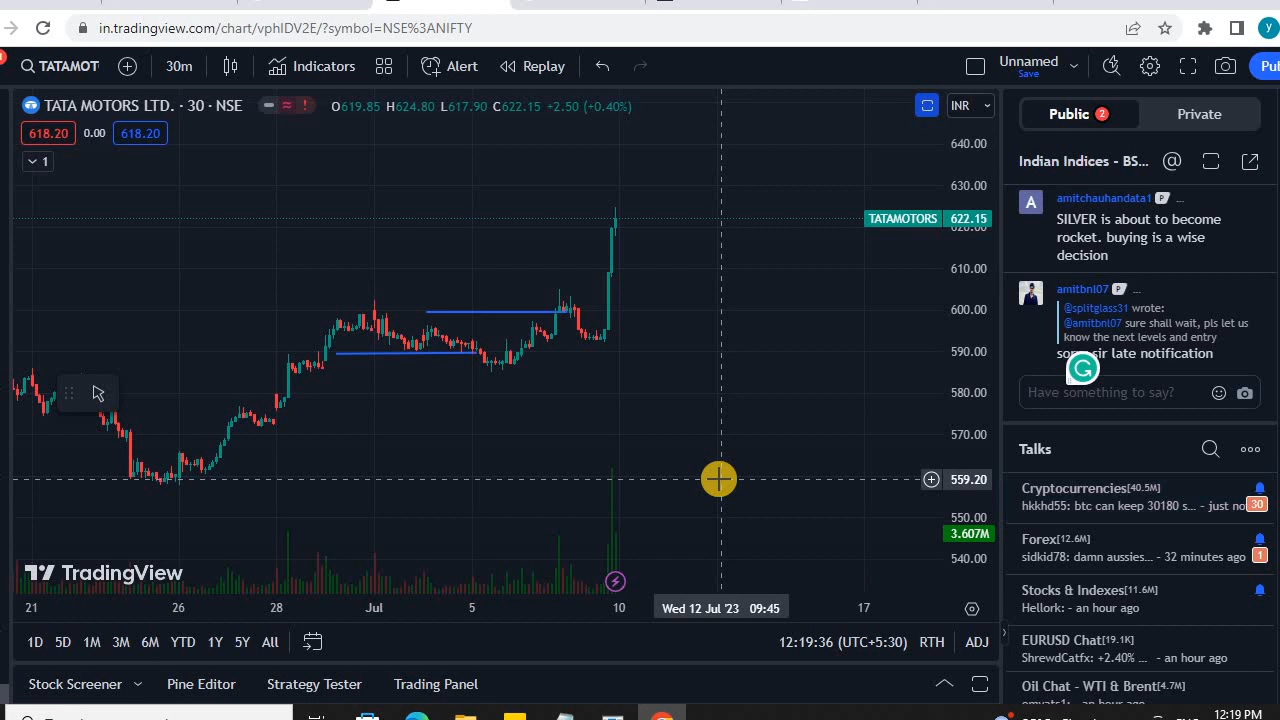 in.tradingview.com/chart/vphIDV2E/?symbol=NSE%3ANIFTY
y
TATAMOT
30m
Indicators
Alert
Replay
Unnamed
Save
TATA MOTORS LTD. · 30 · NSE
O619.85 H624.80 L617.90 C622.15 +2.50 (+0.40%)
INR
618.20 0.00 618.20
1
640.00
630.00
TATAMOTORS 622.15
620.00
610.00
600.00
590.00
580.00
570.00
559.20
550.00
3.607M
540.00
TradingView
21 26 28 Jul 5 10 Wed 12 Jul '23 09:45 17
1D 5D 1M 3M 6M YTD 1Y 5Y All
12:19:36 (UTC+5:30) RTH ADJ
Stock Screener Pine Editor Strategy Tester Trading Panel
Public 2 Private
Indian Indices - BS...
A
amitchauhandata1 P ...
SILVER is about to become
rocket. buying is a wise
decision
amitbnl07 P ...
@splitglass31 wrote:
@amitbnl07 sure shall wait, pls let us
know the next levels and entry
sir late notification
Have something to say?
Talks
Cryptocurrencies[40.5M]
hkkhd55: btc can keep 30180 s... - just no
30
Forex[12.6M]
sidkid78: damn aussies... - 32 minutes ago
1
Stocks & Indexes[11.6M]
Hellork: - an hour ago
EURUSD Chat[19.1K]
ShrewdCatfx: +2.40% ... - an hour ago
Oil Chat - WTI & Brent[4.7M]
12:19 PM